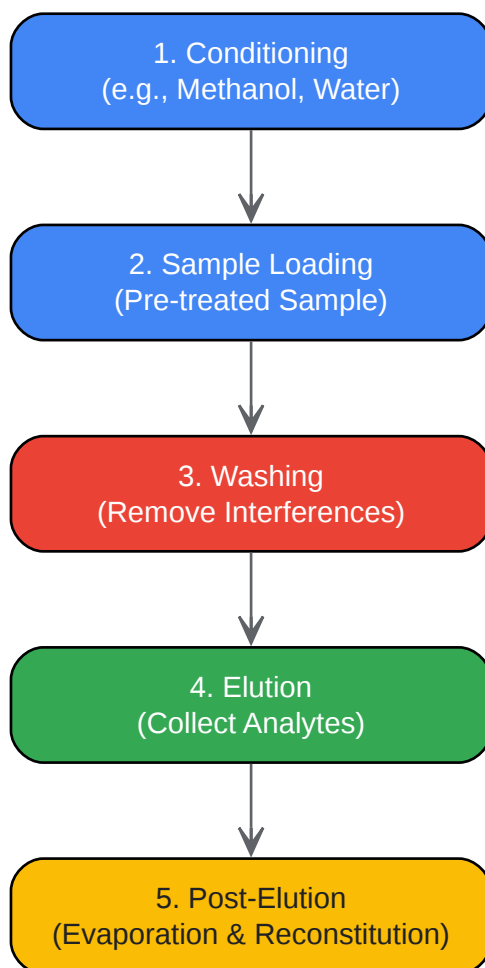 1. Conditioning
(e.g., Methanol, Water)
2. Sample Loading
(Pre-treated Sample)
3. Washing
(Remove Interferences)
4. Elution
(Collect Analytes)
5. Post-Elution
(Evaporation & Reconstitution)